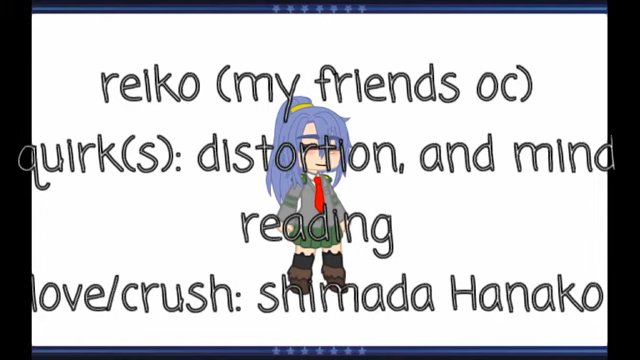 reiko (my friends oc)
quirk(s): distortion, and mind
reading
love/crush: shimada Hanako